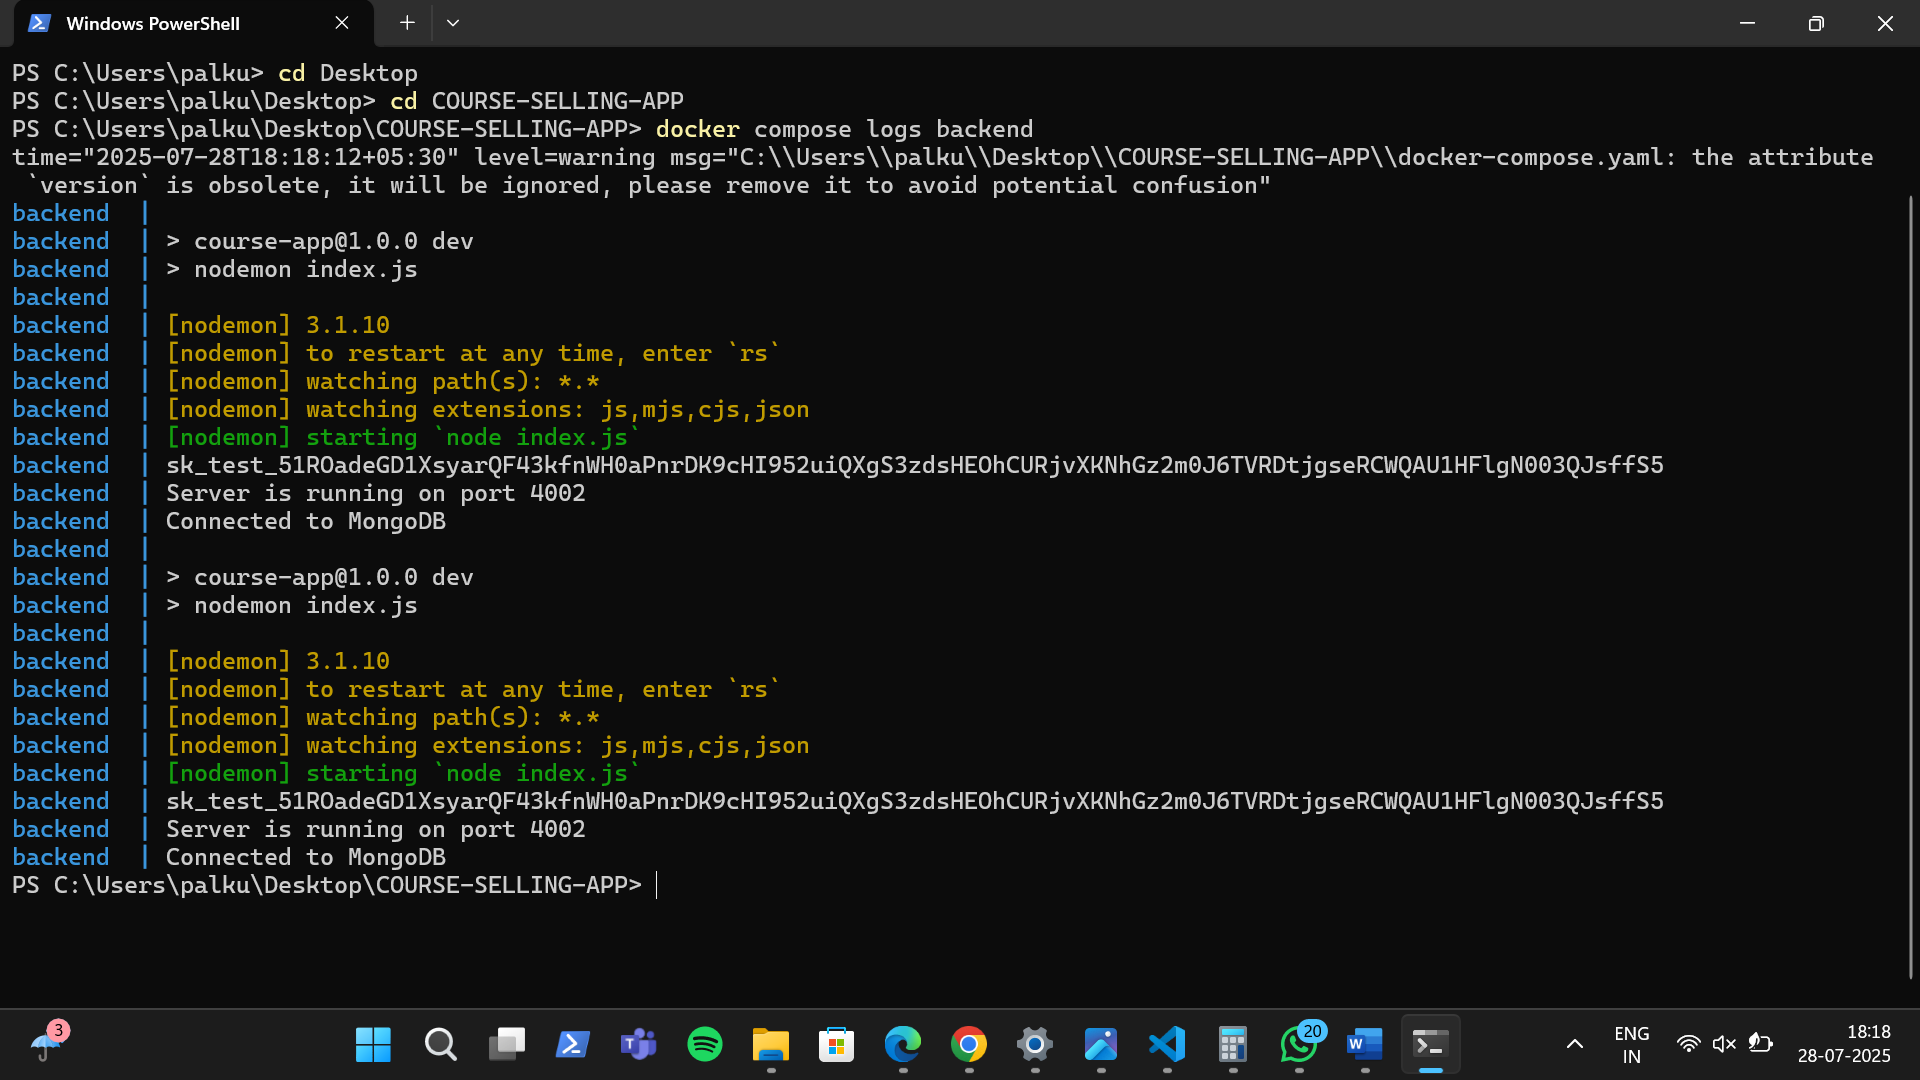 Windows PowerShell
PS C:\Users\palku> cd Desktop
PS C:\Users\palku\Desktop> cd COURSE-SELLING-APP
PS C:\Users\palku\Desktop\COURSE-SELLING-APP> docker compose logs backend
time="2025-07-28T18:18:12+05:30" level=warning msg="C:\\Users\\palku\\Desktop\\COURSE-SELLING-APP\\docker-compose.yaml: the attribute
 `version` is obsolete, it will be ignored, please remove it to avoid potential confusion"
backend  |
backend  | > course-app@1.0.0 dev
backend  | > nodemon index.js
backend  |
backend  | [nodemon] 3.1.10
backend  | [nodemon] to restart at any time, enter `rs`
backend  | [nodemon] watching path(s): *.*
backend  | [nodemon] watching extensions: js,mjs,cjs,json
backend  | [nodemon] starting `node index.js`
backend  | sk_test_51ROadeGD1XsyarQF43kfnWH0aPnrDK9cHI952uiQXgS3zdsHEOhCURjvXKNhGz2m0J6TVRDtjgseRCWQAU1HFlgN003QJsffS5
backend  | Server is running on port 4002
backend  | Connected to MongoDB
backend  |
backend  | > course-app@1.0.0 dev
backend  | > nodemon index.js
backend  |
backend  | [nodemon] 3.1.10
backend  | [nodemon] to restart at any time, enter `rs`
backend  | [nodemon] watching path(s): *.*
backend  | [nodemon] watching extensions: js,mjs,cjs,json
backend  | [nodemon] starting `node index.js`
backend  | sk_test_51ROadeGD1XsyarQF43kfnWH0aPnrDK9cHI952uiQXgS3zdsHEOhCURjvXKNhGz2m0J6TVRDtjgseRCWQAU1HFlgN003QJsffS5
backend  | Server is running on port 4002
backend  | Connected to MongoDB
PS C:\Users\palku\Desktop\COURSE-SELLING-APP>
3
20
ENG
IN
18:18
28-07-2025